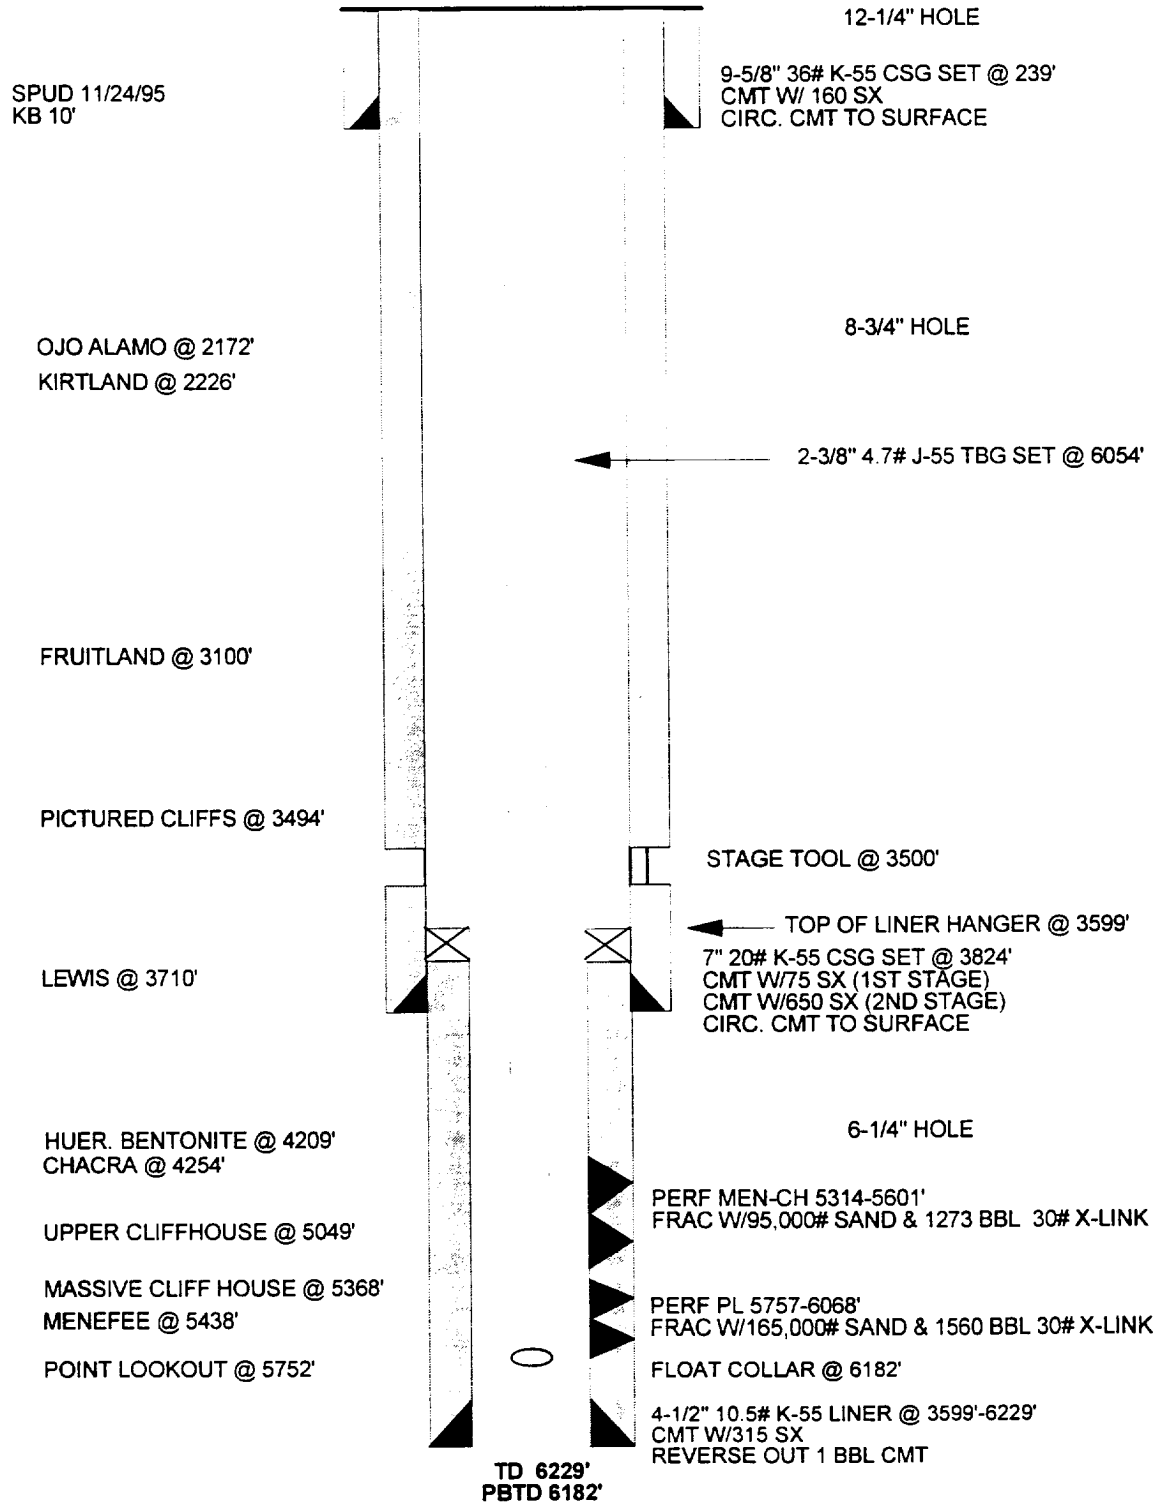 12-1/4" HOLE
SPUD 11/24/95
KB 10'
9-5/8" 36# K-55 CSG SET @ 239'
CMT W/ 160 SX
CIRC. CMT TO SURFACE
8-3/4" HOLE
OJO ALAMO @ 2172'
KIRTLAND @ 2226'
2-3/8" 4.7# J-55 TBG SET @ 6054'
FRUITLAND @ 3100'
PICTURED CLIFFS @ 3494'
STAGE TOOL @ 3500'
TOP OF LINER HANGER @ 3599'
LEWIS @ 3710'
7" 20# K-55 CSG SET @ 3824'
CMT W/75 SX (1ST STAGE)
CMT W/650 SX (2ND STAGE)
CIRC. CMT TO SURFACE
6-1/4" HOLE
HUER. BENTONITE @ 4209'
CHACRA @ 4254'
PERF MEN-CH 5314-5601'
FRAC W/95,000# SAND & 1273 BBL 30# X-LINK
UPPER CLIFFHOUSE @ 5049'
MASSIVE CLIFF HOUSE @ 5368'
MENEFEE @ 5438'
PERF PL 5757-6068'
FRAC W/165,000# SAND & 1560 BBL 30# X-LINK
POINT LOOKOUT @ 5752'
FLOAT COLLAR @ 6182'
4-1/2" 10.5# K-55 LINER @ 3599'-6229'
CMT W/315 SX
REVERSE OUT 1 BBL CMT
TD 6229'
PBTD 6182'